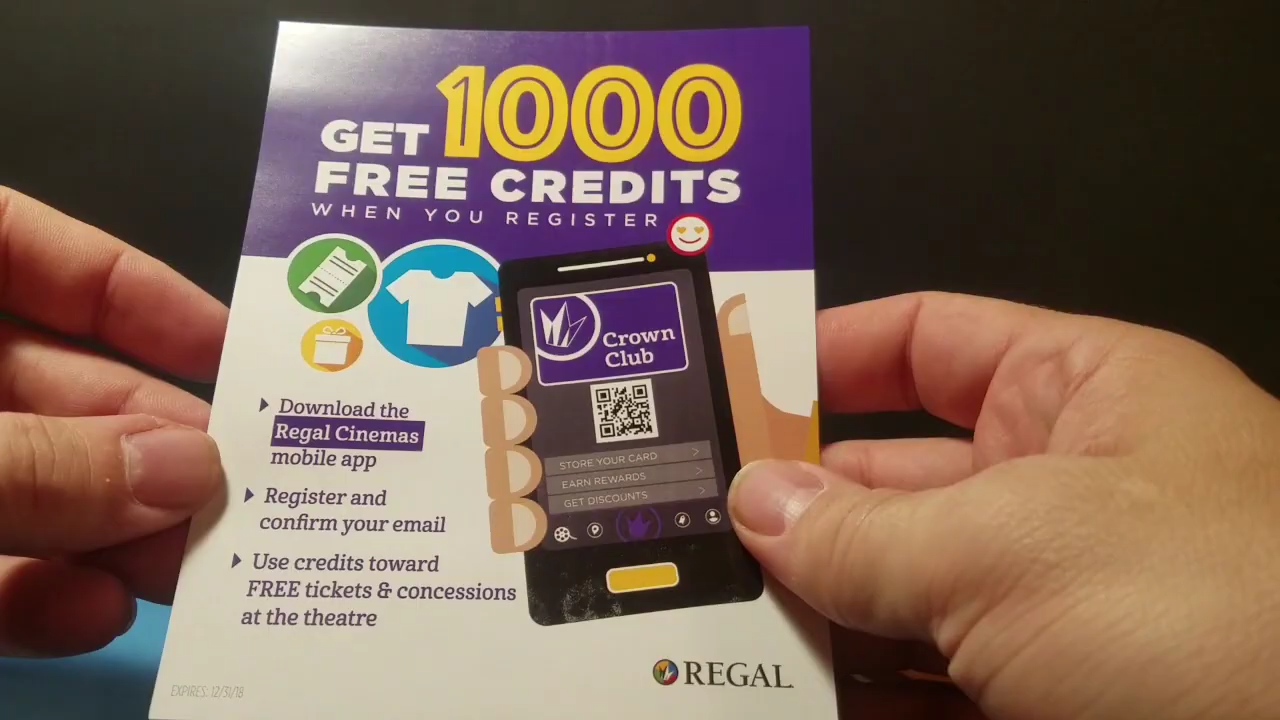 GET 1000
FREE CREDITS
WHEN YOU REGISTER
Crown
Club
STORE YOUR CARD
EARN REWARDS
GET DISCOUNTS
Download the
Regal Cinemas
mobile app
Register and
confirm your email
Use credits toward
FREE tickets & concessions
at the theatre
REGAL
EXPIRES: 12/31/18